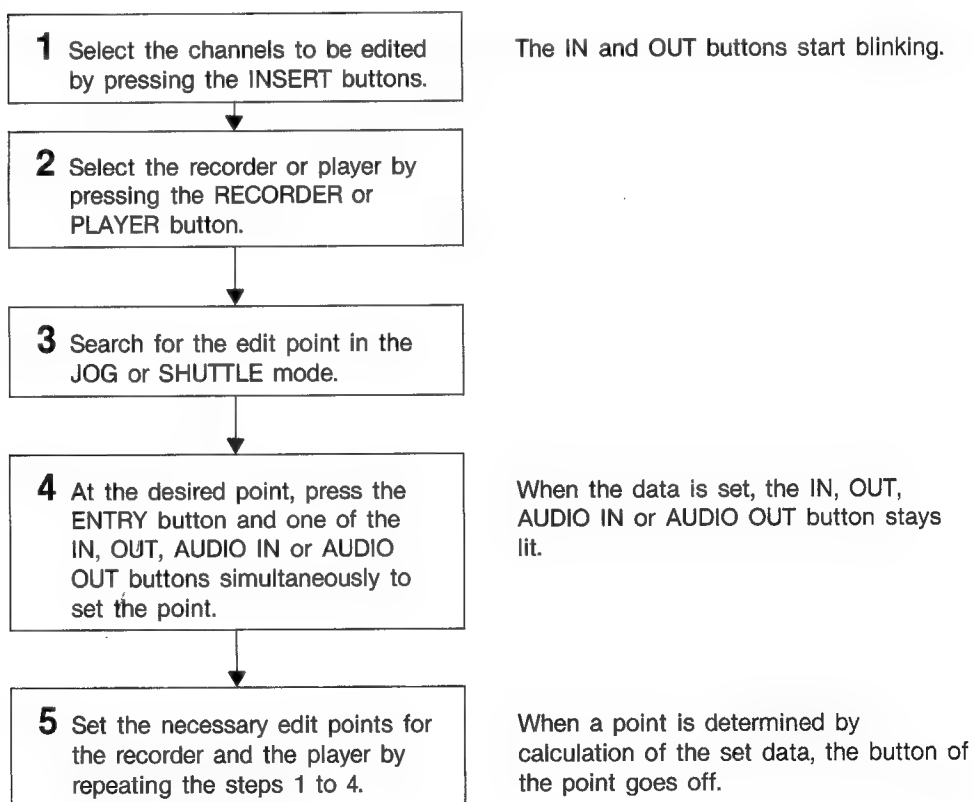 1 Select the channels to be edited
by pressing the INSERT buttons.
The IN and OUT buttons start blinking.
2 Select the recorder or player by
pressing the RECORDER or
PLAYER button.
3 Search for the edit point in the
JOG or SHUTTLE mode.
4 At the desired point, press the
ENTRY button and one of the
IN, OUT, AUDIO IN or AUDIO
OUT buttons simultaneously to
set the point.
When the data is set, the IN, OUT,
AUDIO IN or AUDIO OUT button stays
lit.
5 Set the necessary edit points for
the recorder and the player by
repeating the steps 1 to 4.
When a point is determined by
calculation of the set data, the button of
the point goes off.